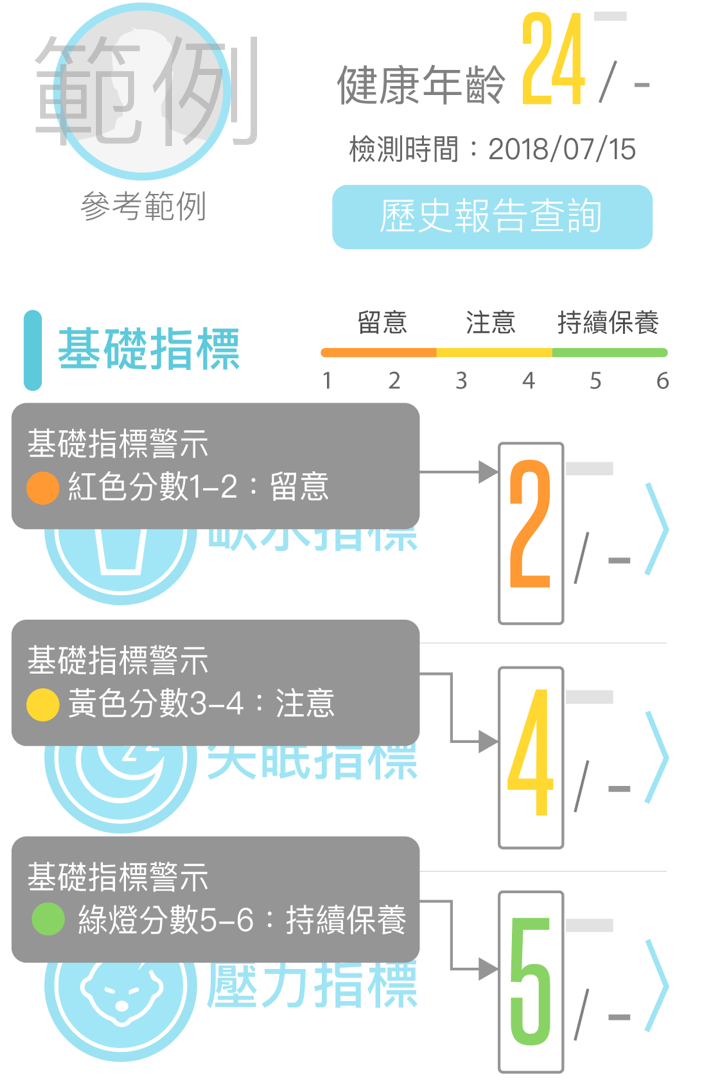 範例
參考範例
健康年齡 24 / -
檢測時間：2018/07/15
歷史報告查詢
基礎指標
留意 注意 持續保養
1 2 3 4 5 6
基礎指標警示
紅色分數1-2：留意
缺水指標
2 / -
基礎指標警示
黃色分數3-4：注意
失眠指標
4 / -
基礎指標警示
綠燈分數5-6：持續保養
壓力指標
5 / -